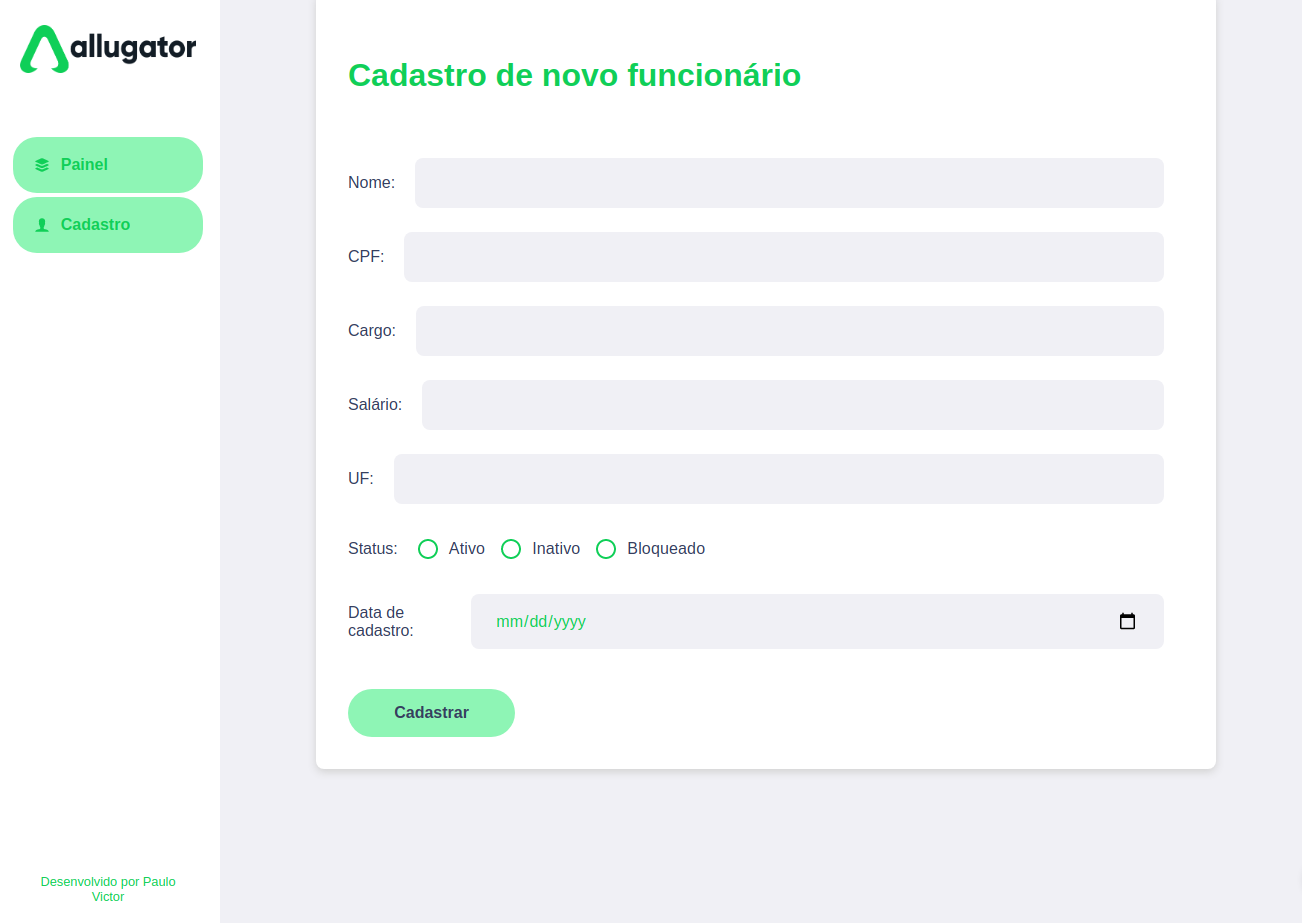 allugator
Painel
Cadastro
Desenvolvido por Paulo
Victor
Cadastro de novo funcionário
Nome:
CPF:
Cargo:
Salário:
UF:
Status: Ativo Inativo Bloqueado
Data de
cadastro:
mm/dd/yyyy
Cadastrar